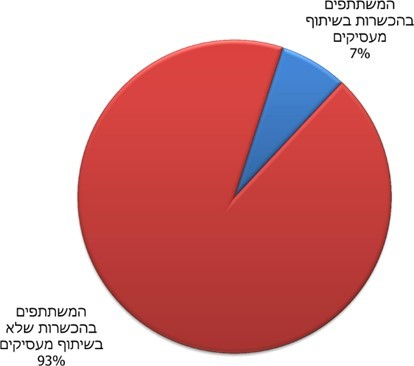 המשתתפים
בהכשרות בשיתוף
מעסיקים
7%
המשתתפים
בהכשרות שלא
בשיתוף מעסיקים
93%